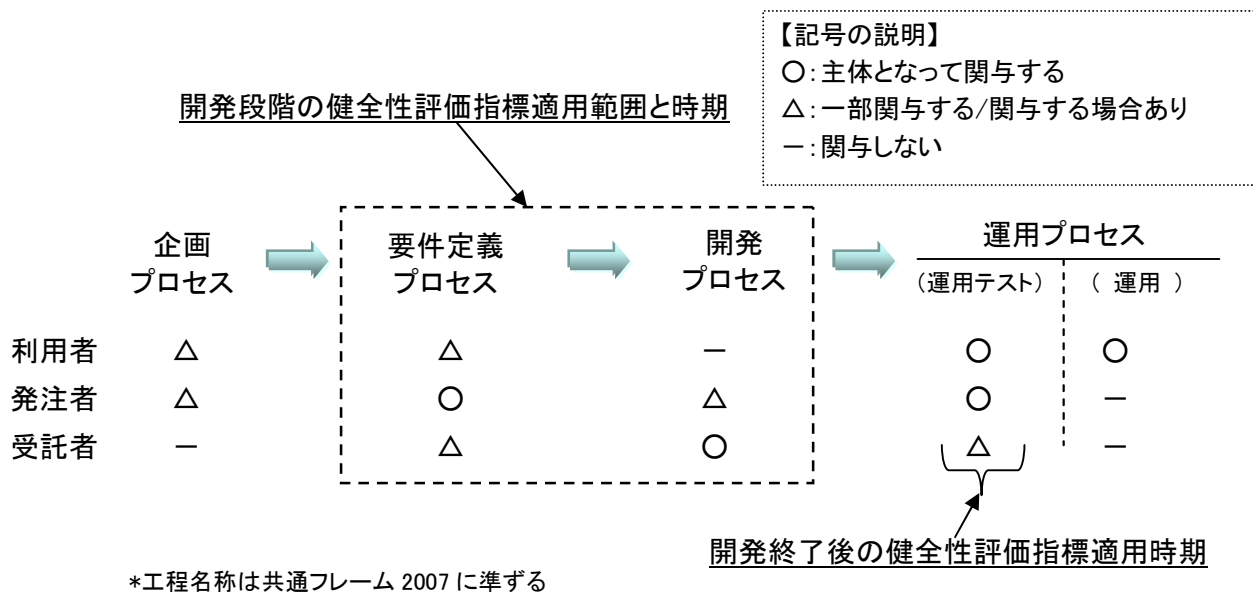 【記号の説明】
○：主体となって関与する
△：一部関与する/関与する場合あり
－：関与しない
開発段階の健全性評価指標適用範囲と時期
企画
プロセス
要件定義
プロセス
開発
プロセス
運用プロセス
（運用テスト）
（ 運用 ）
利用者 △ △ － ○ ○
発注者 △ ○ △ ○ －
受託者 － △ ○ △ －
開発終了後の健全性評価指標適用時期
*工程名称は共通フレーム 2007 に準ずる